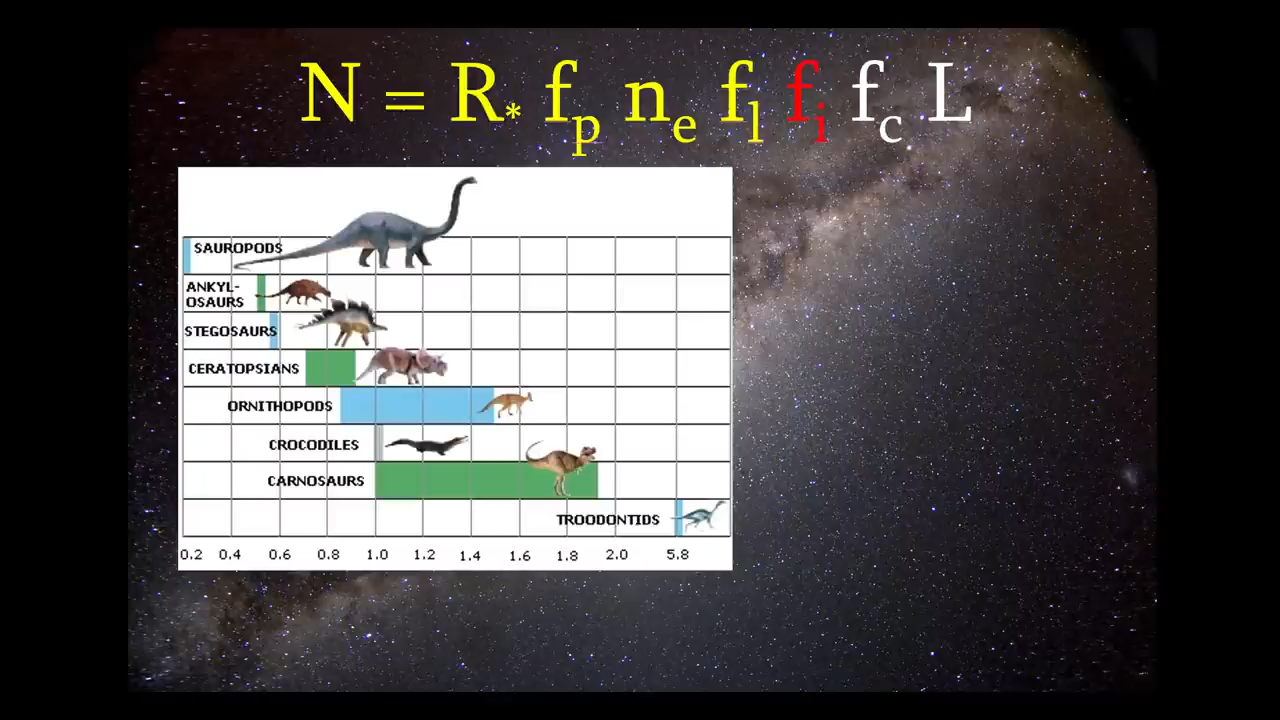 N = R* fp ne fl fi fc L
SAUROPODS
ANKYL-
OSAURS
STEGOSAURS
CERATOPSIANS
ORNITHOPODS
CROCODILES
CARNOSAURS
TROODONTIDS
0.2 0.4 0.6 0.8 1.0 1.2 1.4 1.6 1.8 2.0 5.8